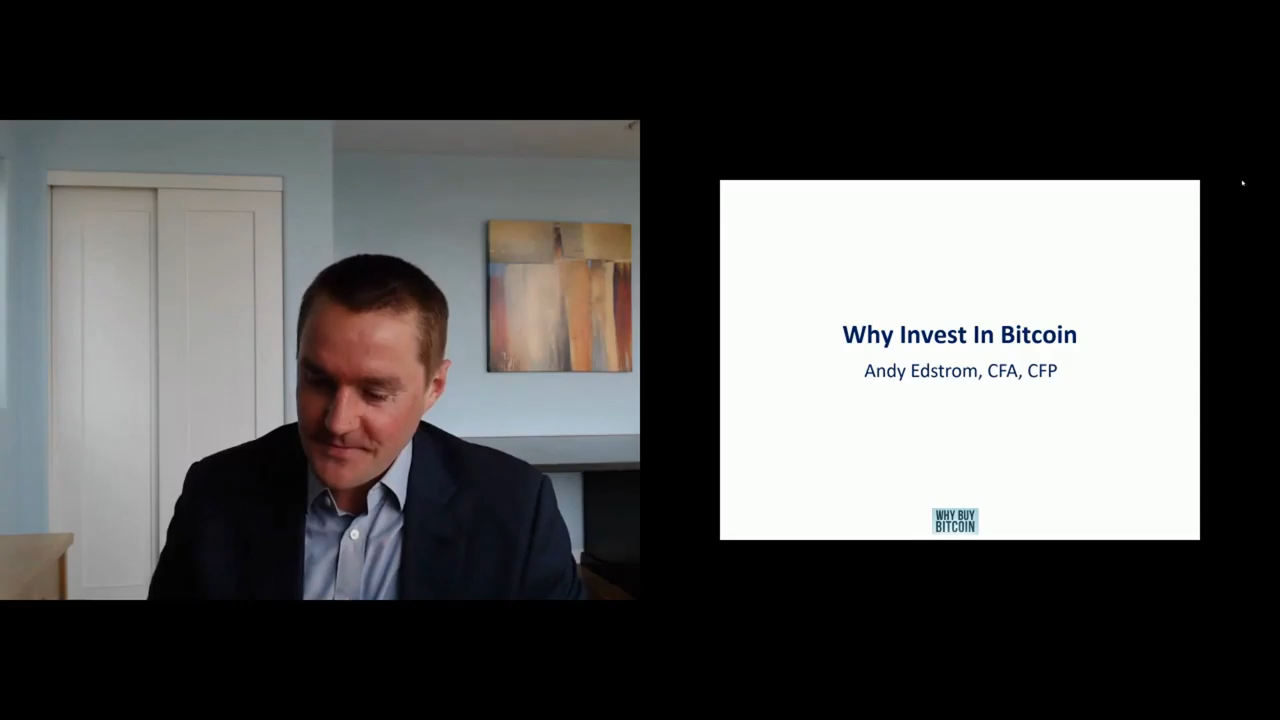 Why Invest In Bitcoin
Andy Edstrom, CFA, CFP
WHY BUY
BITCOIN